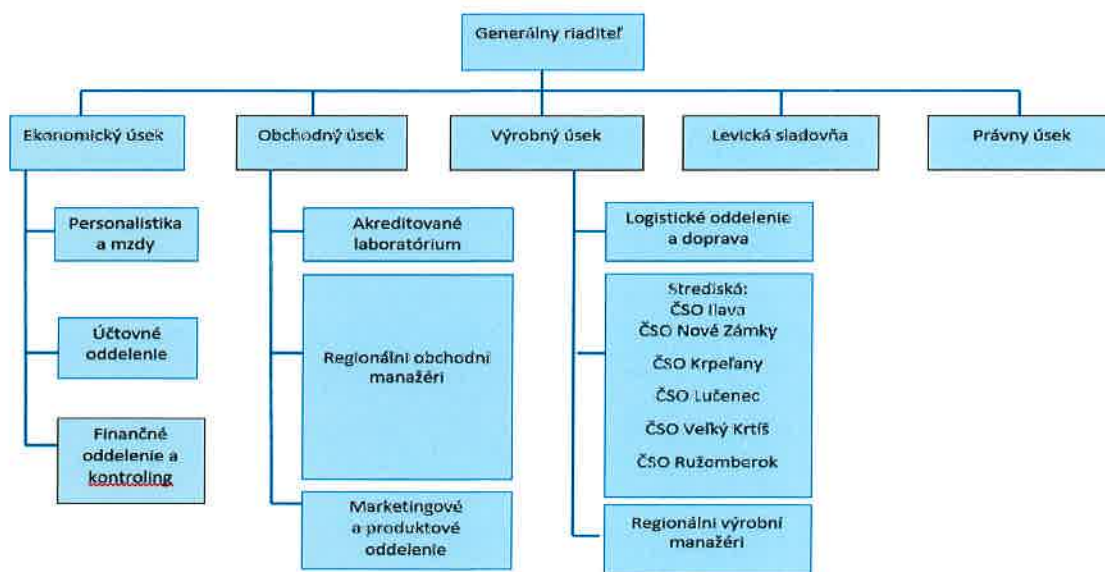 Generálny riaditeľ
Ekonomický úsek
Obchodný úsek
Výrobný úsek
Levická sladovňa
Právny úsek
Personalistika
a mzdy
Účtovné
oddelenie
Finančné
oddelenie a
kontroling
Akreditované
laboratórium
Regionálni obchodní
manažéri
Marketingové
a produktové
oddelenie
Logistické oddelenie
a doprava
Strediská:
ČSO Ilava
ČSO Nové Zámky
ČSO Krpeľany
ČSO Lučenec
ČSO Veľký Krtíš
ČSO Ružomberok
Regionálni výrobní
manažéri